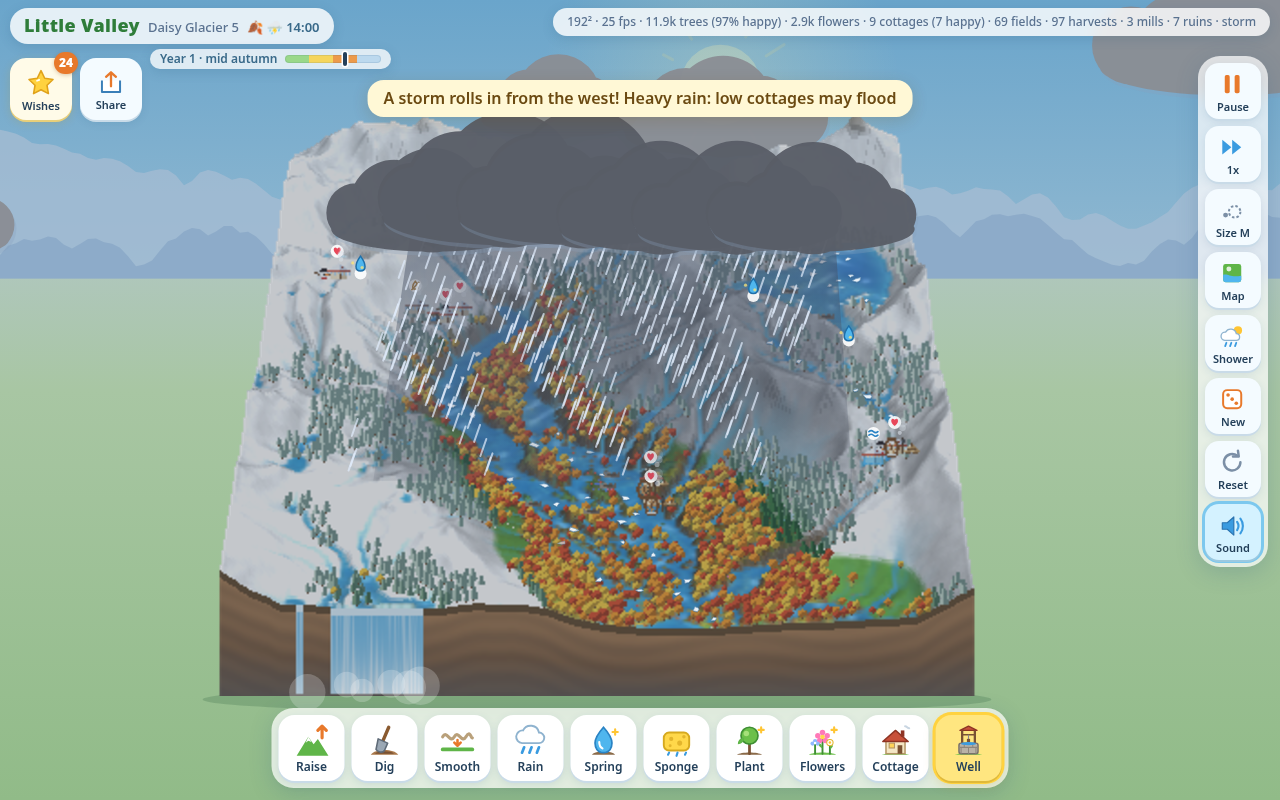 Little Valley Daisy Glacier 5 14:00
192² · 25 fps · 11.9k trees (97% happy) · 2.9k flowers · 9 cottages (7 happy) · 69 fields · 97 harvests · 3 mills · 7 ruins · storm
Year 1 · mid autumn
24
Wishes
Share
A storm rolls in from the west! Heavy rain: low cottages may flood
Pause
1x
Size M
Map
Shower
New
Reset
Sound
Raise
Dig
Smooth
Rain
Spring
Sponge
Plant
Flowers
Cottage
Well